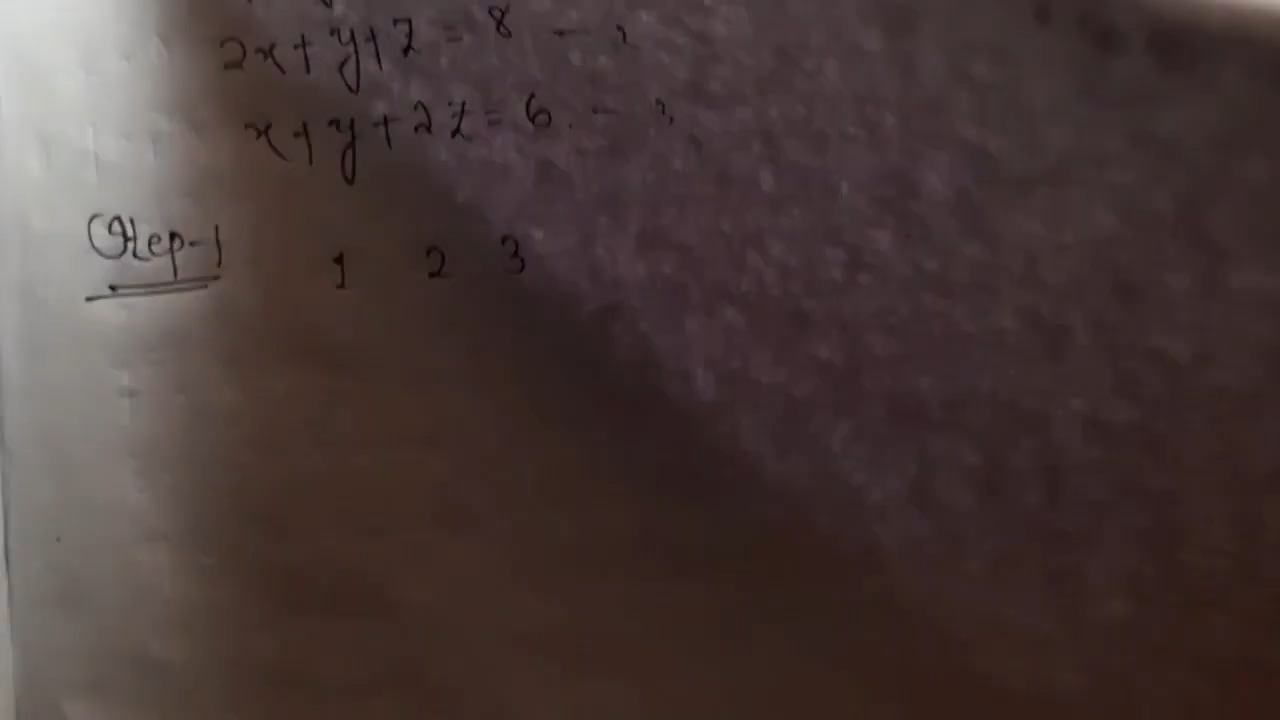 2x+y+z = 8 -
x+y+2z = 6. -
Step-1 1 2 3